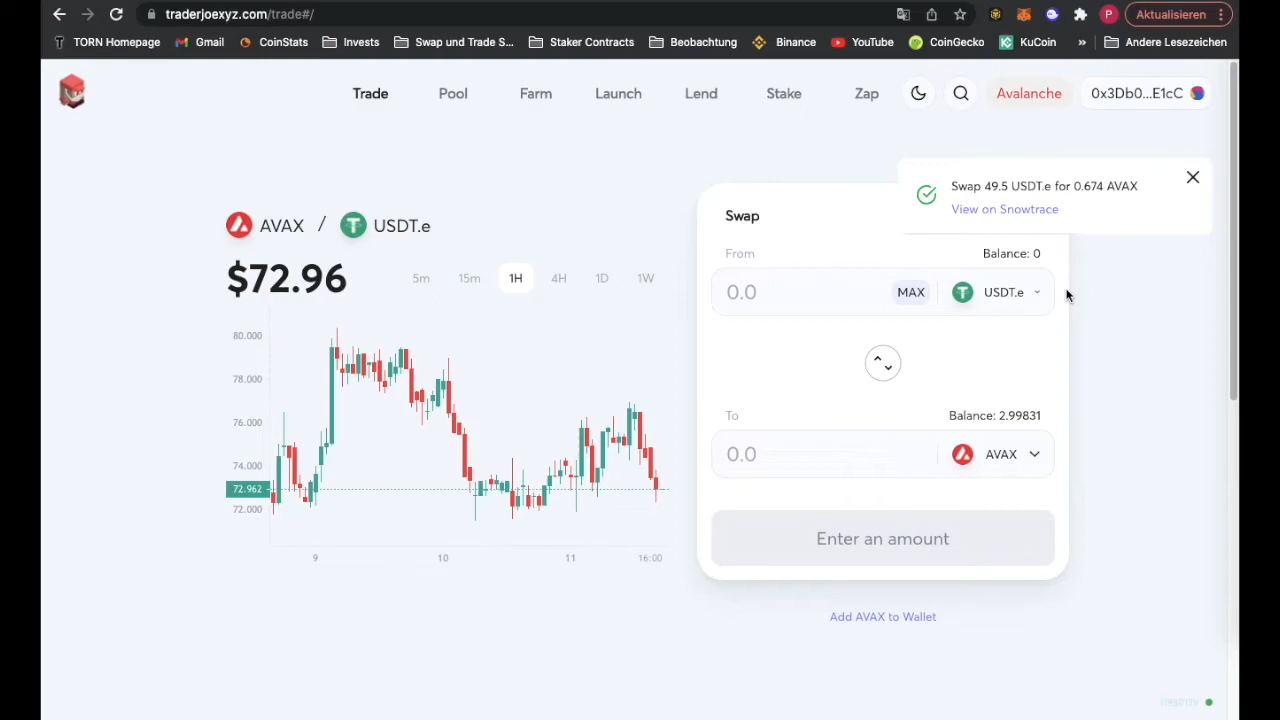 traderjoexyz.com/trade#/
P
Aktualisieren
TORN Homepage
Gmail
CoinStats
Invests
Swap und Trade S...
Staker Contracts
Beobachtung
Binance
YouTube
CoinGecko
KuCoin
»
Andere Lesezeichen
Trade
Pool
Farm
Launch
Lend
Stake
Zap
Avalanche
0x3Db0...E1cC
Swap 49.5 USDT.e for 0.674 AVAX
View on Snowtrace
AVAX / USDT.e
$72.96
5m
15m
1H
4H
1D
1W
80.000
78.000
76.000
74.000
72.962
72.000
9
10
11
16:00
Swap
From
Balance: 0
0.0
MAX
USDT.e
To
Balance: 2.99831
0.0
AVAX
Enter an amount
Add AVAX to Wallet